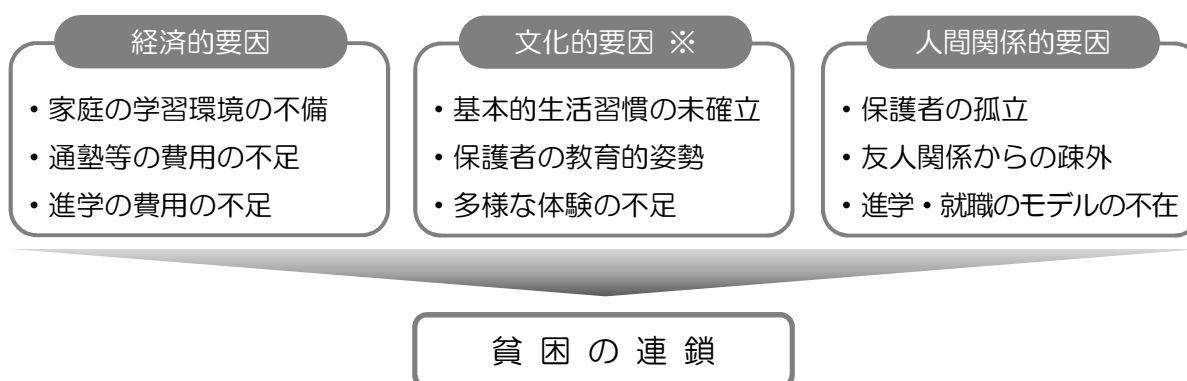 経済的要因
・家庭の学習環境の不備
・通塾等の費用の不足
・進学の費用の不足
文化的要因 ※
・基本的生活習慣の未確立
・保護者の教育的姿勢
・多様な体験の不足
人間関係的要因
・保護者の孤立
・友人関係からの疎外
・進学・就職のモデルの不在
貧困の連鎖